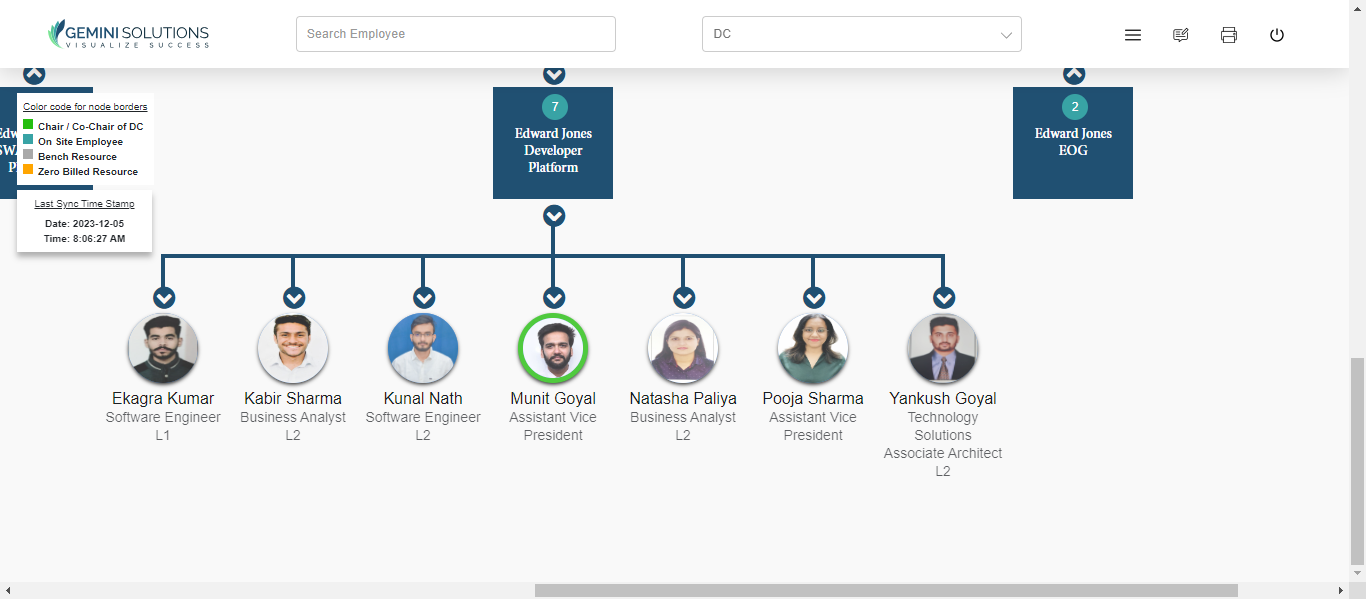 GEMINI SOLUTIONS
VISUALIZE SUCCESS
Search Employee
DC
Color code for node borders
Chair / Co-Chair of DC
On Site Employee
Bench Resource
Zero Billed Resource
Last Sync Time Stamp
Date: 2023-12-05
Time: 8:06:27 AM
7
Edward Jones
Developer
Platform
2
Edward Jones
EOG
Ekagra Kumar
Software Engineer
L1
Kabir Sharma
Business Analyst
L2
Kunal Nath
Software Engineer
L2
Munit Goyal
Assistant Vice
President
Natasha Paliya
Business Analyst
L2
Pooja Sharma
Assistant Vice
President
Yankush Goyal
Technology
Solutions
Associate Architect
L2